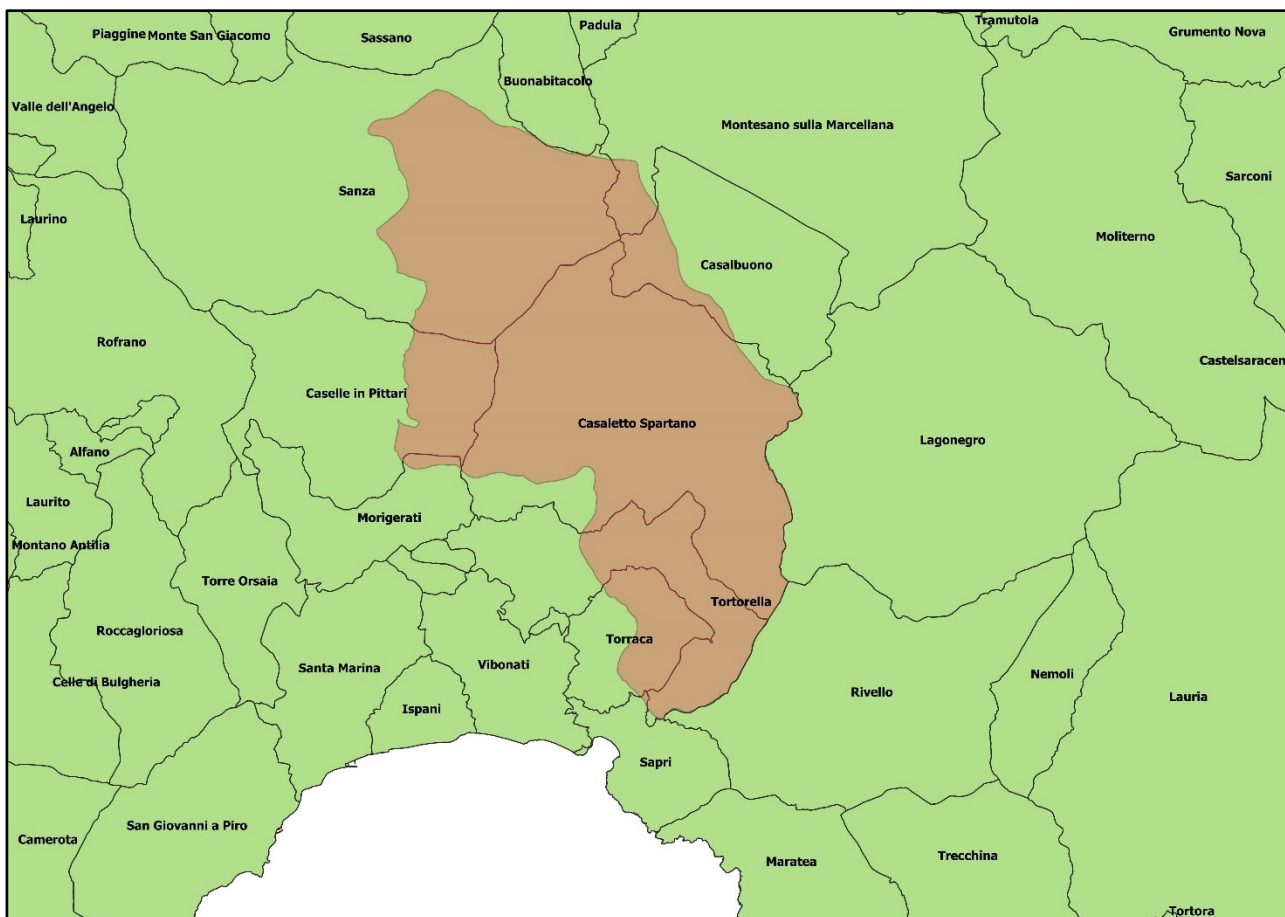 Tramutola
Padula
Piaggine
Monte San Giacomo
Sassano
Grumento Nova
Buonabitacolo
Valle dell'Angelo
Montesano sulla Marcellana
Sarconi
Sanza
Laurino
Moliterno
Casalbuono
Rofrano
Castelsaracen
Caselle in Pittari
Casaletto Spartano
Lagonegro
Alfano
Laurito
Morigerati
Montano Antilia
Torre Orsaia
Tortorella
Roccagloriosa
Torraca
Vibonati
Santa Marina
Nemoli
Celle di Bulgheria
Rivello
Lauria
Ispani
Sapri
San Giovanni a Piro
Camerota
Trecchina
Maratea
Tortora